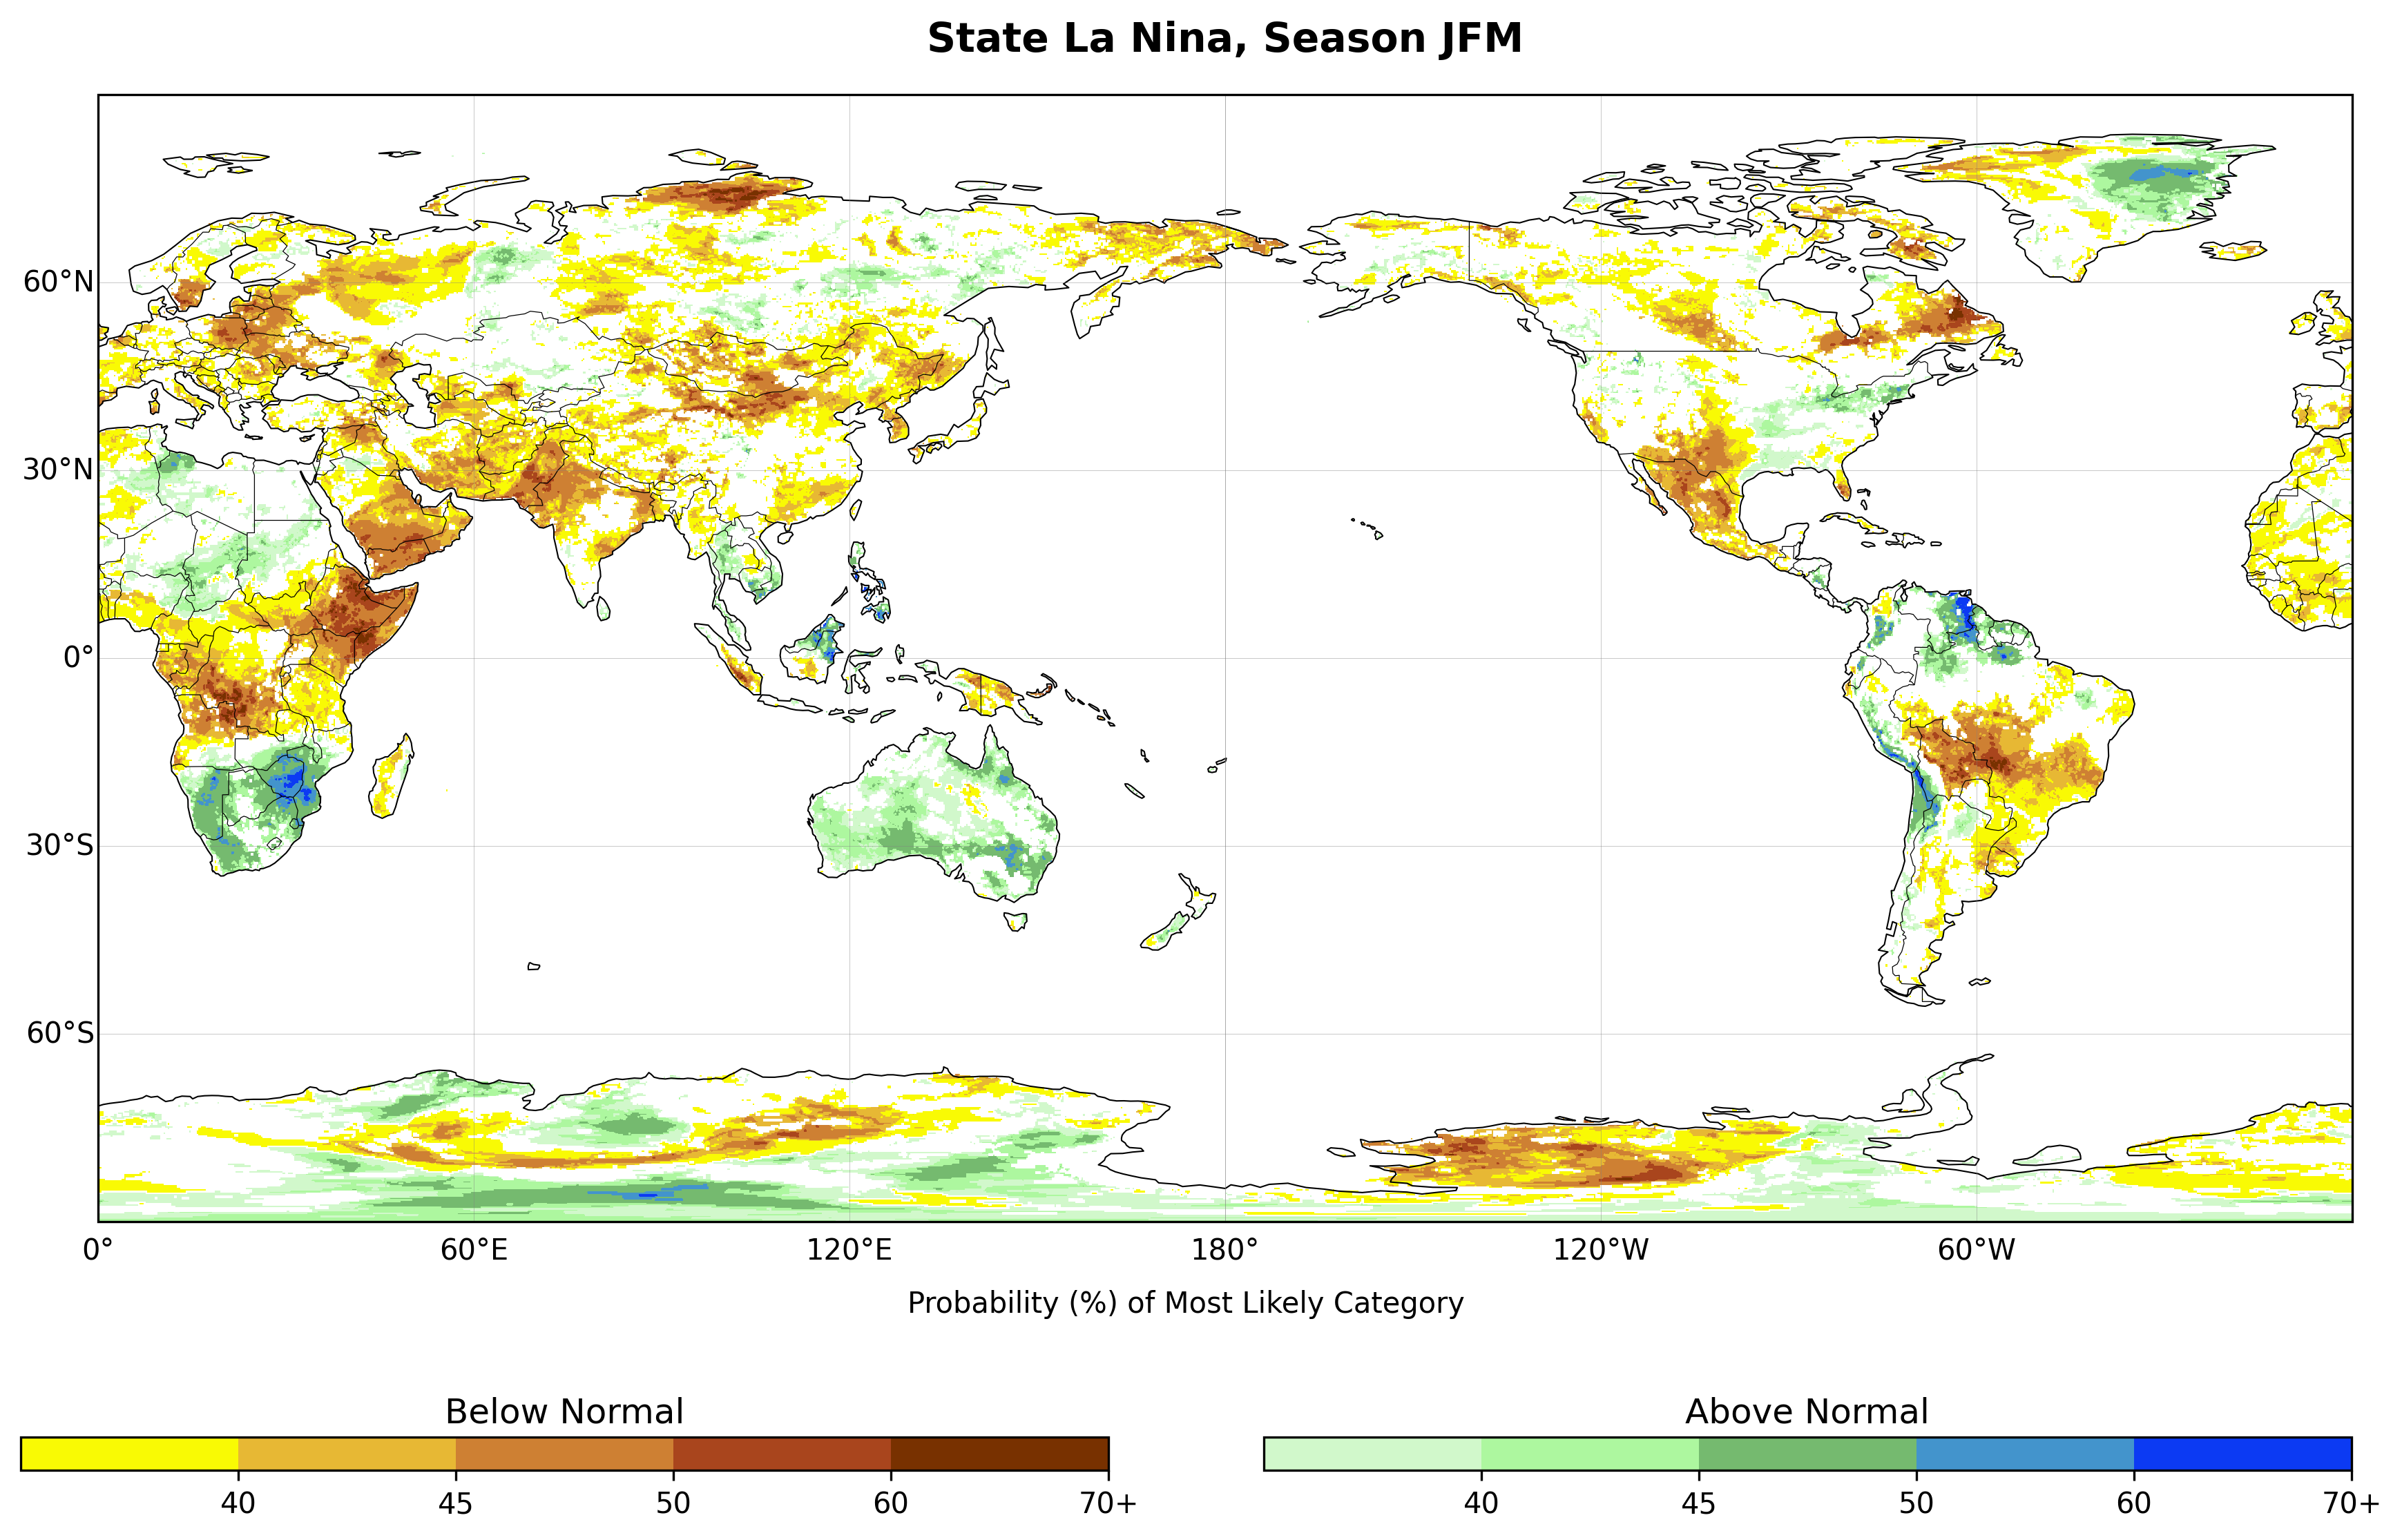 State La Nina, Season JFM
60°N
30°N
0°
30°S
60°S
0° 60°E 120°E 180° 120°W 60°W
Probability (%) of Most Likely Category
Below Normal
40 45 50 60 70+
Above Normal
40 45 50 60 70+